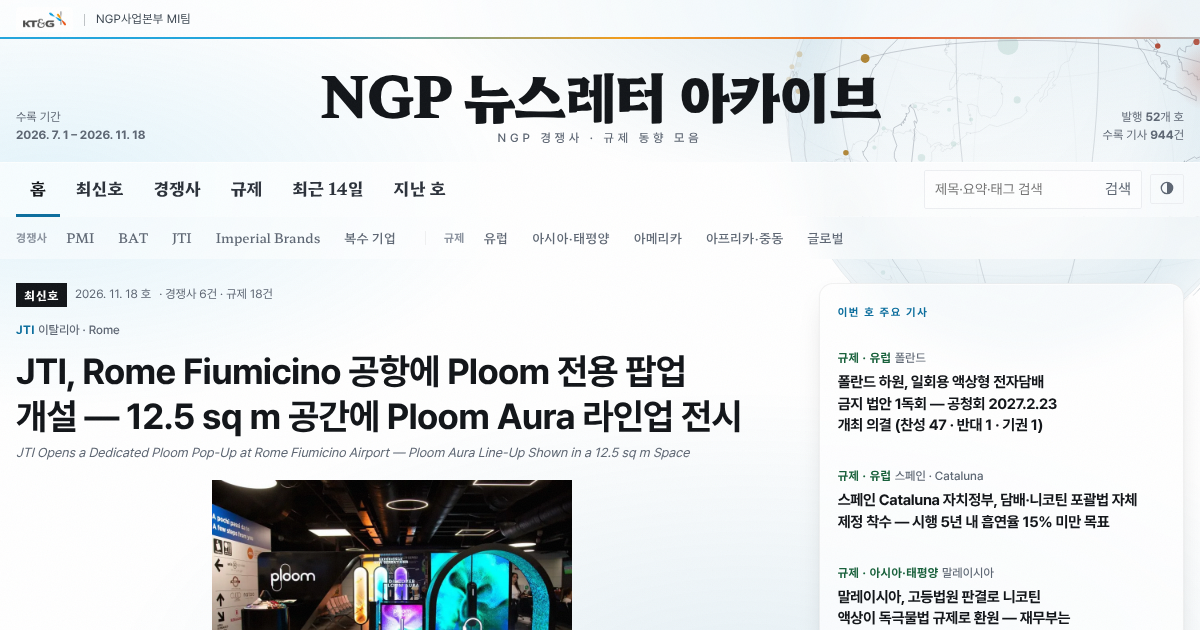 KT&G
NGP사업본부 MI팀
NGP 뉴스레터 아카이브
NGP 경쟁사 · 규제 동향 모음
수록 기간
2026. 7. 1 – 2026. 11. 18
발행 52개 호
수록 기사 944건
홈 최신호 경쟁사 규제 최근 14일 지난 호
제목·요약·태그 검색 검색
경쟁사 PMI BAT JTI Imperial Brands 복수 기업 규제 유럽 아시아·태평양 아메리카 아프리카·중동 글로벌
최신호 2026. 11. 18 호 · 경쟁사 6건 · 규제 18건
JTI 이탈리아 · Rome
JTI, Rome Fiumicino 공항에 Ploom 전용 팝업
개설 — 12.5 sq m 공간에 Ploom Aura 라인업 전시
JTI Opens a Dedicated Ploom Pop-Up at Rome Fiumicino Airport — Ploom Aura Line-Up Shown in a 12.5 sq m Space
A pochi passi da te
A few steps from you
ploom
이번 호 주요 기사
규제 · 유럽 폴란드
폴란드 하원, 일회용 액상형 전자담배
금지 법안 1독회 — 공청회 2027.2.23
개최 의결 (찬성 47 · 반대 1 · 기권 1)
규제 · 유럽 스페인 · Cataluna
스페인 Cataluna 자치정부, 담배·니코틴 포괄법 자체
제정 착수 — 시행 5년 내 흡연율 15% 미만 목표
규제 · 아시아·태평양 말레이시아
말레이시아, 고등법원 판결로 니코틴
액상이 독극물법 규제로 환원 — 재무부는